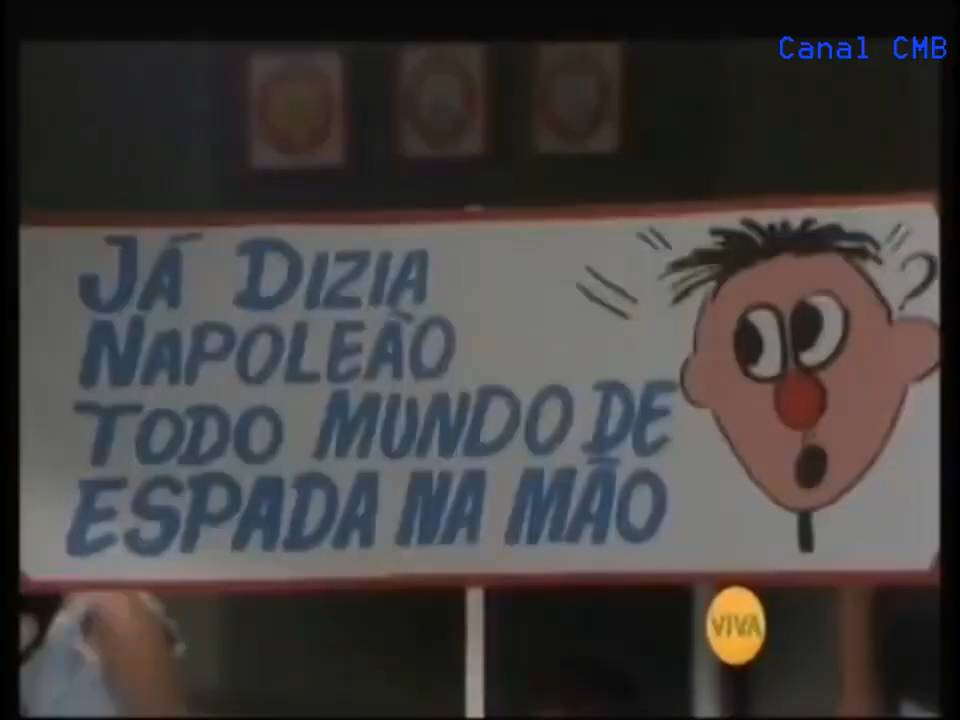 Canal CMB
JÁ DIZIA
NAPOLEÃO
TODO MUNDO DE
ESPADA NA MÃO
VIVA